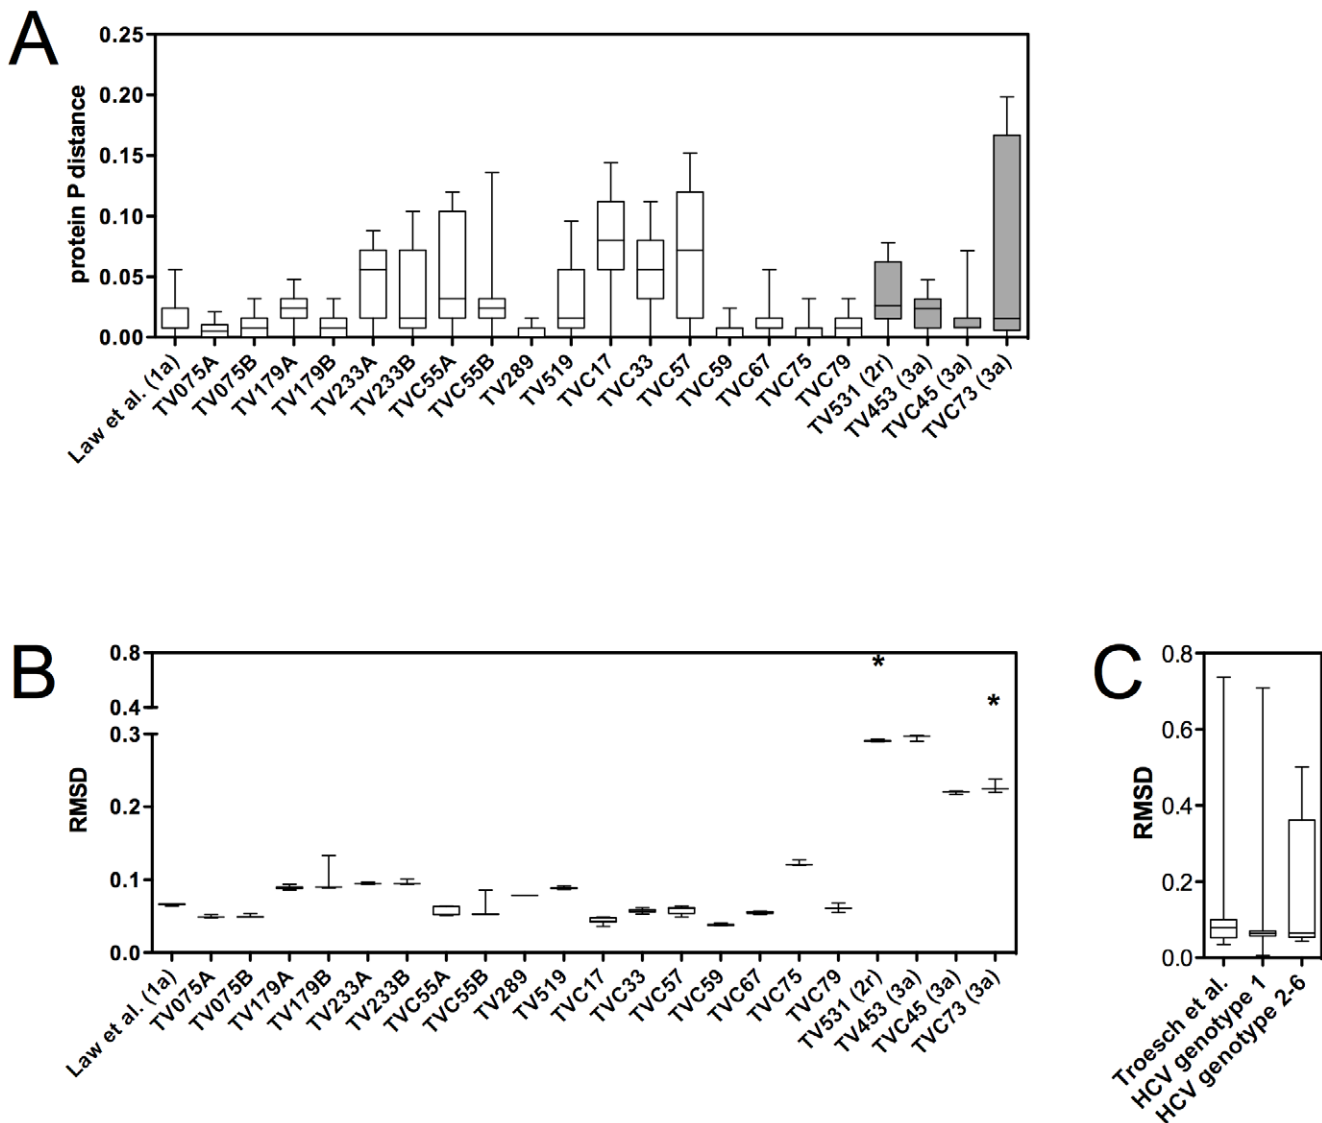 A
protein P distance
0.25
0.20
0.15
0.10
0.05
0.00
Law et al. (1a)
TV075A
TV075B
TV179A
TV179B
TV233A
TV233B
TVC55A
TVC55B
TV289
TV519
TVC17
TVC33
TVC57
TVC59
TVC67
TVC75
TVC79
TV531 (2r)
TV453 (3a)
TVC45 (3a)
TVC73 (3a)
B
RMSD
0.8
0.4
0.3
0.2
0.1
0.0
*
*
Law et al. (1a)
TV075A
TV075B
TV179A
TV179B
TV233A
TV233B
TVC55A
TVC55B
TV289
TV519
TVC17
TVC33
TVC57
TVC59
TVC67
TVC75
TVC79
TV531 (2r)
TV453 (3a)
TVC45 (3a)
TVC73 (3a)
C
RMSD
0.8
0.6
0.4
0.2
0.0
Troesch et al.
HCV genotype 1
HCV genotype 2-6